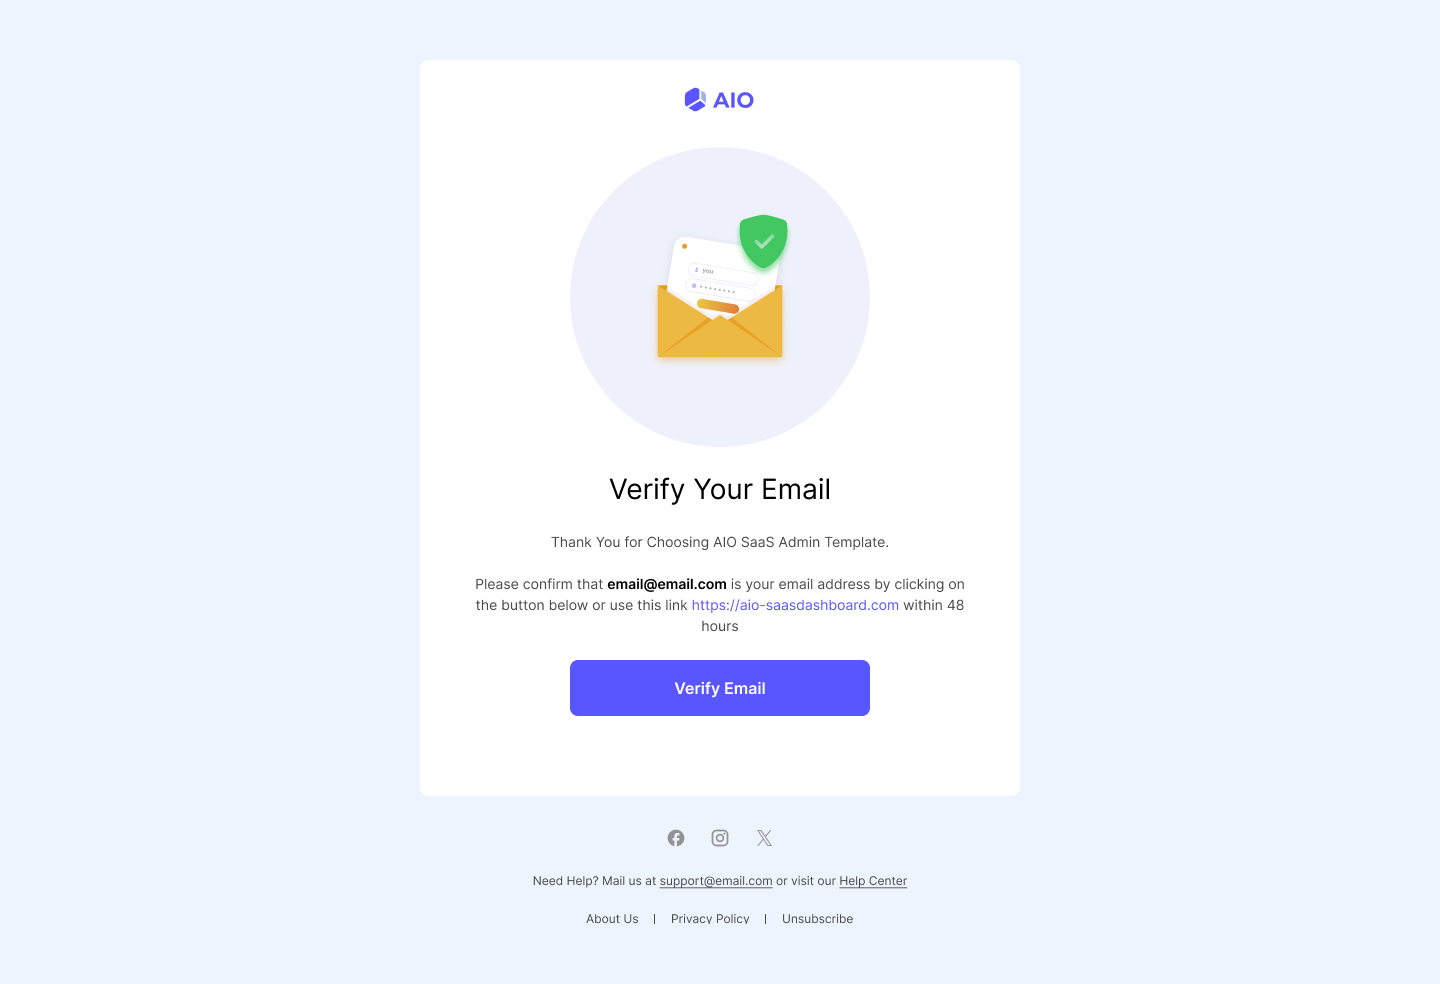 AIO
you
Verify Your Email
Thank You for Choosing AIO SaaS Admin Template.
Please confirm that email@email.com is your email address by clicking on
the button below or use this link https://aio-saasdashboard.com within 48
hours
Verify Email
Need Help? Mail us at support@email.com or visit our Help Center
About Us | Privacy Policy | Unsubscribe